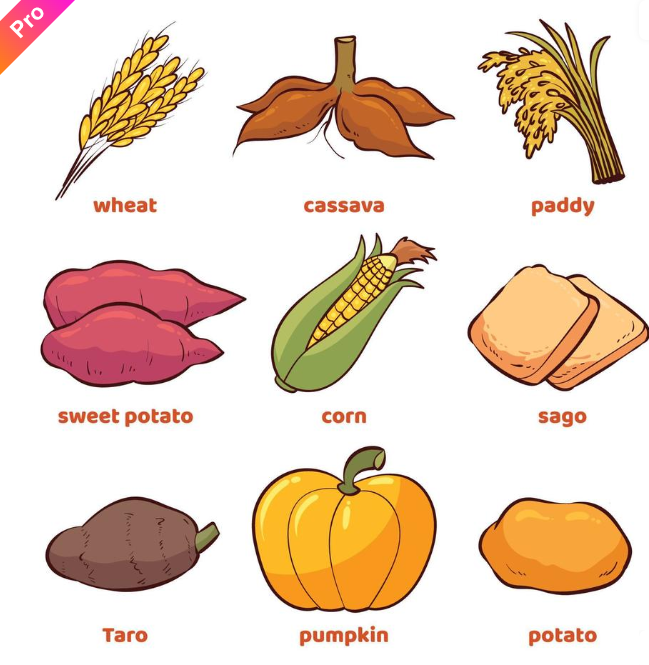 Pro
wheat
cassava
paddy
sweet potato
corn
sago
Taro
pumpkin
potato